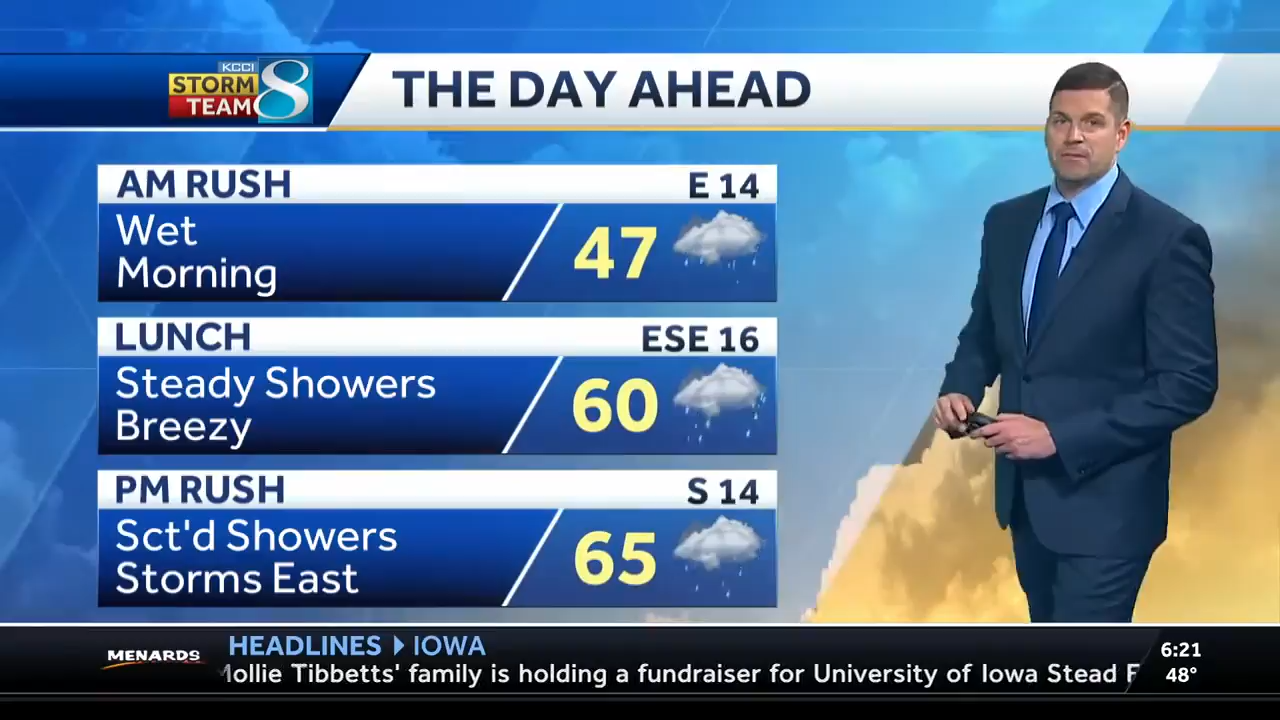 KCCI
STORM
TEAM 8
THE DAY AHEAD
AM RUSH E 14
Wet
Morning
47
LUNCH ESE 16
Steady Showers
Breezy
60
PM RUSH S 14
Sct'd Showers
Storms East
65
MENARDS
HEADLINES IOWA
Mollie Tibbetts' family is holding a fundraiser for University of Iowa Stead
6:21
48°